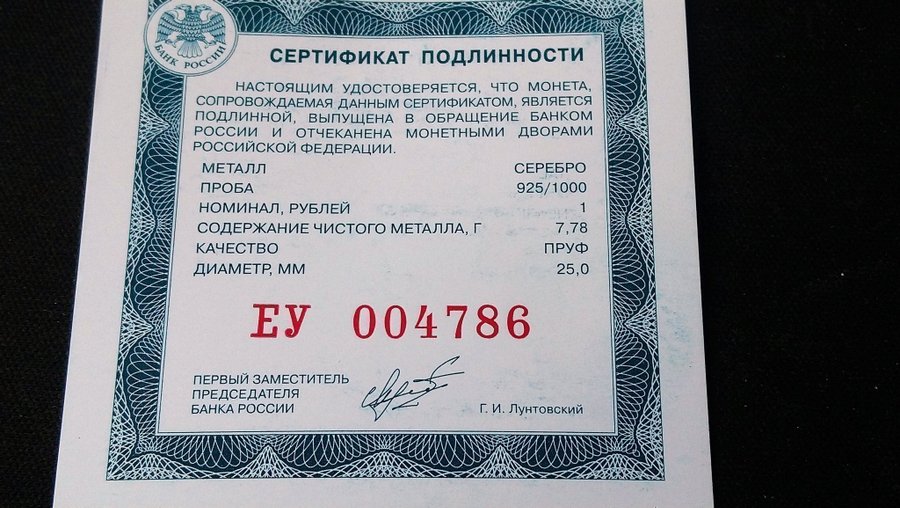 БАНК РОССИИ
СЕРТИФИКАТ ПОДЛИННОСТИ
НАСТОЯЩИМ УДОСТОВЕРЯЕТСЯ, ЧТО МОНЕТА,
СОПРОВОЖДАЕМАЯ ДАННЫМ СЕРТИФИКАТОМ, ЯВЛЯЕТСЯ
ПОДЛИННОЙ, ВЫПУЩЕНА В ОБРАЩЕНИЕ БАНКОМ
РОССИИ И ОТЧЕКАНЕНА МОНЕТНЫМИ ДВОРАМИ
РОССИЙСКОЙ ФЕДЕРАЦИИ.
МЕТАЛЛ СЕРЕБРО
ПРОБА 925/1000
НОМИНАЛ, РУБЛЕЙ 1
СОДЕРЖАНИЕ ЧИСТОГО МЕТАЛЛА, Г 7,78
КАЧЕСТВО ПРУФ
ДИАМЕТР, ММ 25,0
ЕУ 004786
ПЕРВЫЙ ЗАМЕСТИТЕЛЬ
ПРЕДСЕДАТЕЛЯ
БАНКА РОССИИ Г. И. Лунтовский